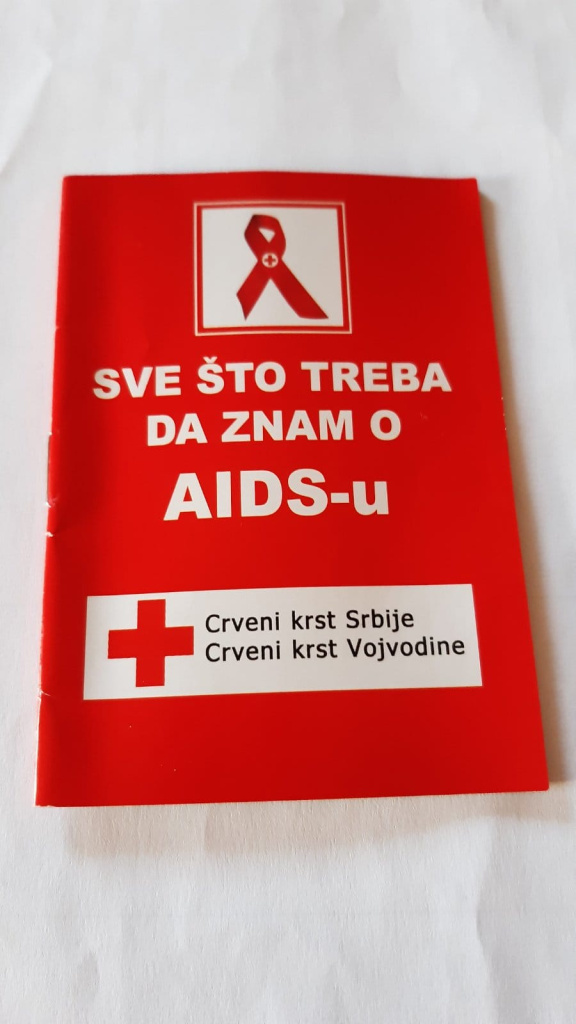 SVE ŠTO TREBA
DA ZNAM O
AIDS-u
Crveni krst Srbije
Crveni krst Vojvodine